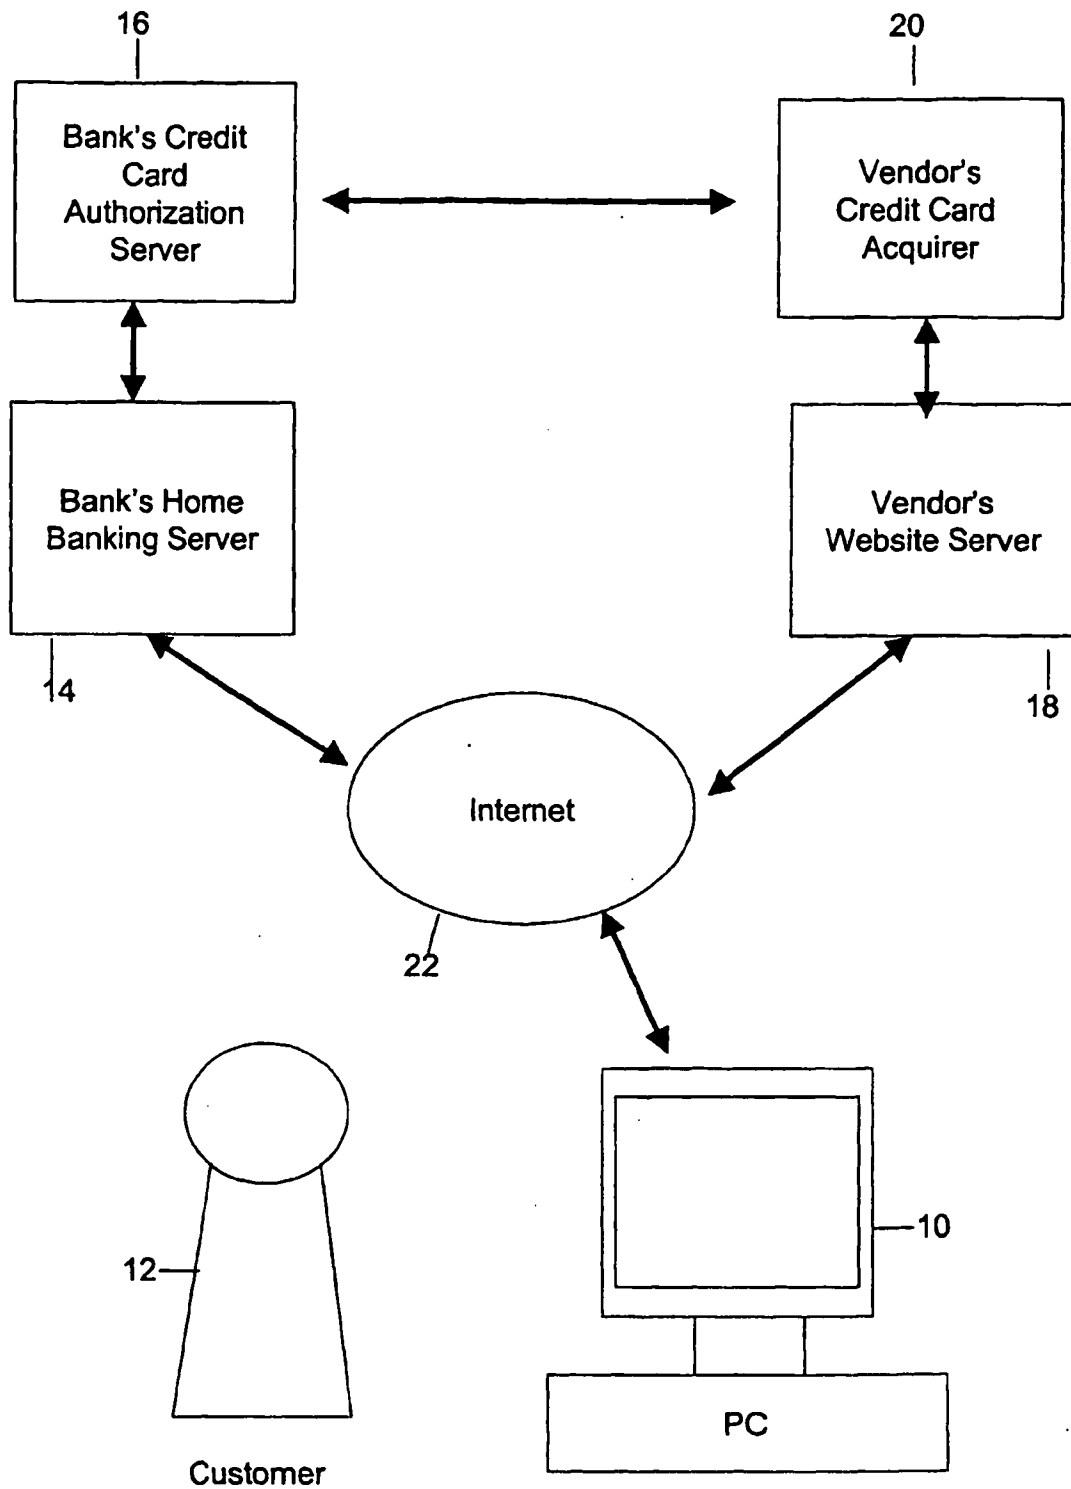 16
20
Bank's Credit
Card
Authorization
Server
Vendor's
Credit Card
Acquirer
Bank's Home
Banking Server
Vendor's
Website Server
14
18
Internet
22
12
10
PC
Customer